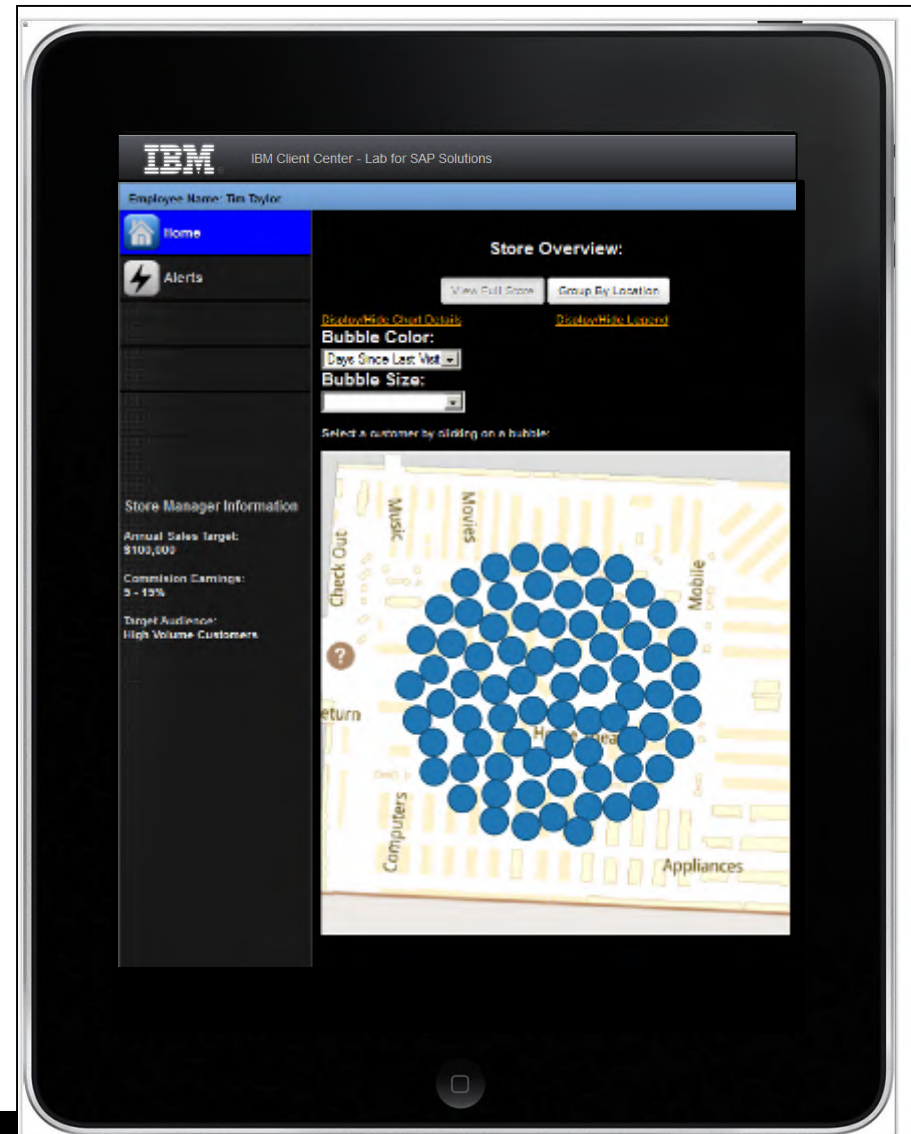 IBM
IBM Client Center - Lab for SAP Solutions
Employee Name: Tim Taylor
Home
Alerts
Store Overview:
View Full Store
Group By Location
Display/Hide Chart Details
Display/Hide Legend
Bubble Color:
Days Since Last Visit
Bubble Size:
Select a customer by clicking on a bubble:
Store Manager Information
Annual Sales Target:
$100,000
Commision Earnings:
5 - 15%
Target Audience:
High Volume Customers
Music
Movies
Check Out
Mobile
?
eturn
Computers
Appliances